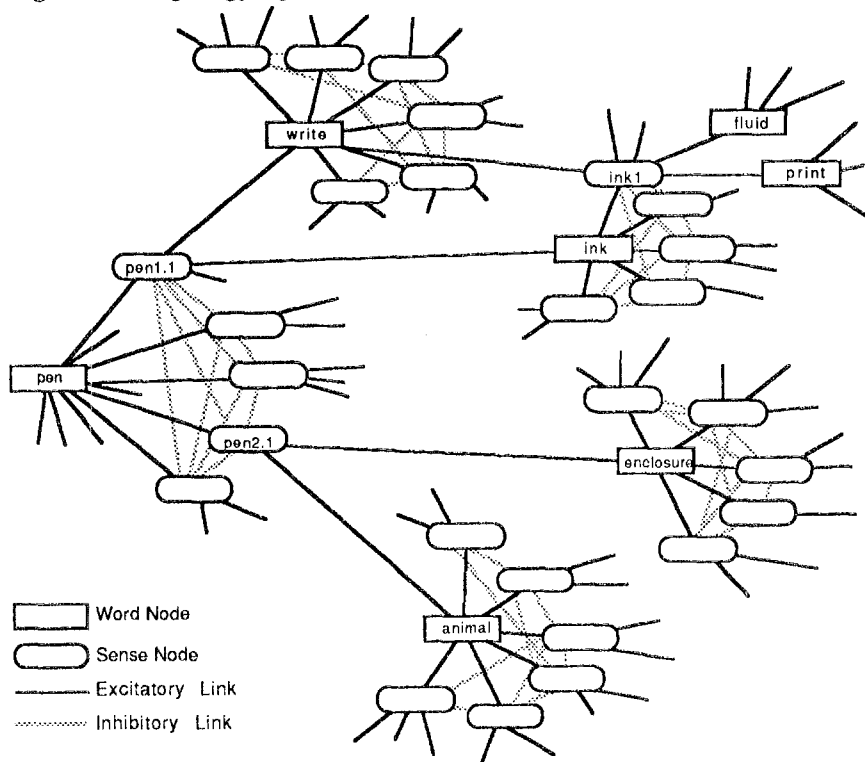 write
fluid
ink1
print
ink
pen1.1
pen
pen2.1
enclosure
animal
Word Node
Sense Node
Excitatory Link
Inhibitory Link